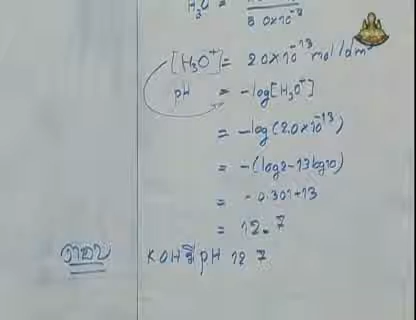 [H₃O⁺] = 2.0×10⁻¹³ mol/dm³
pH = -log[H₃O⁺]
= -log(2.0×10⁻¹³)
= -(log2-13log10)
= -0.301+13
= 12.7
ตอบ KOH มี pH 12.7